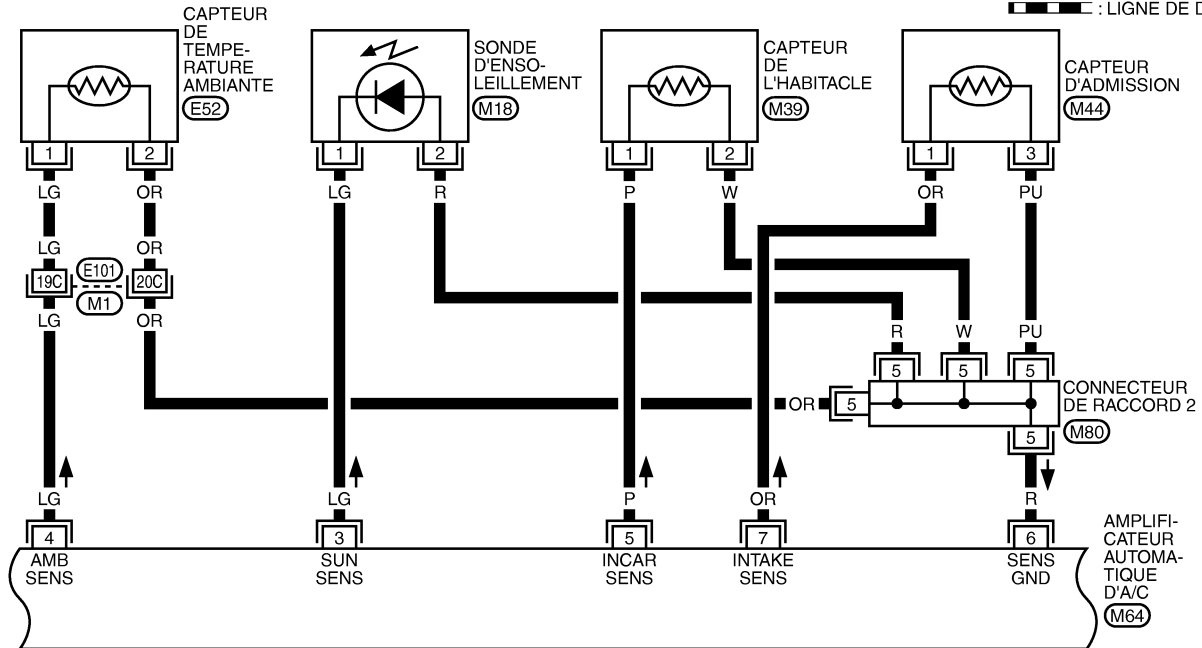 : LIGNE DE D
CAPTEUR
DE
TEMPE-
RATURE
AMBIANTE
E52
SONDE
D'ENSO-
LEILLEMENT
M18
CAPTEUR
DE
L'HABITACLE
M39
CAPTEUR
D'ADMISSION
M44
1 2 1 2 1 2 1 3
LG OR LG R P W OR PU
LG OR
19C E101 20C
M1
LG OR
R W PU
5 5 5
OR 5
CONNECTEUR
DE RACCORD 2
M80
5
LG LG P OR R
4 3 5 7 6
AMB
SENS
SUN
SENS
INCAR
SENS
INTAKE
SENS
SENS
GND
AMPLIFI-
CATEUR
AUTOMA-
TIQUE
D'A/C
M64